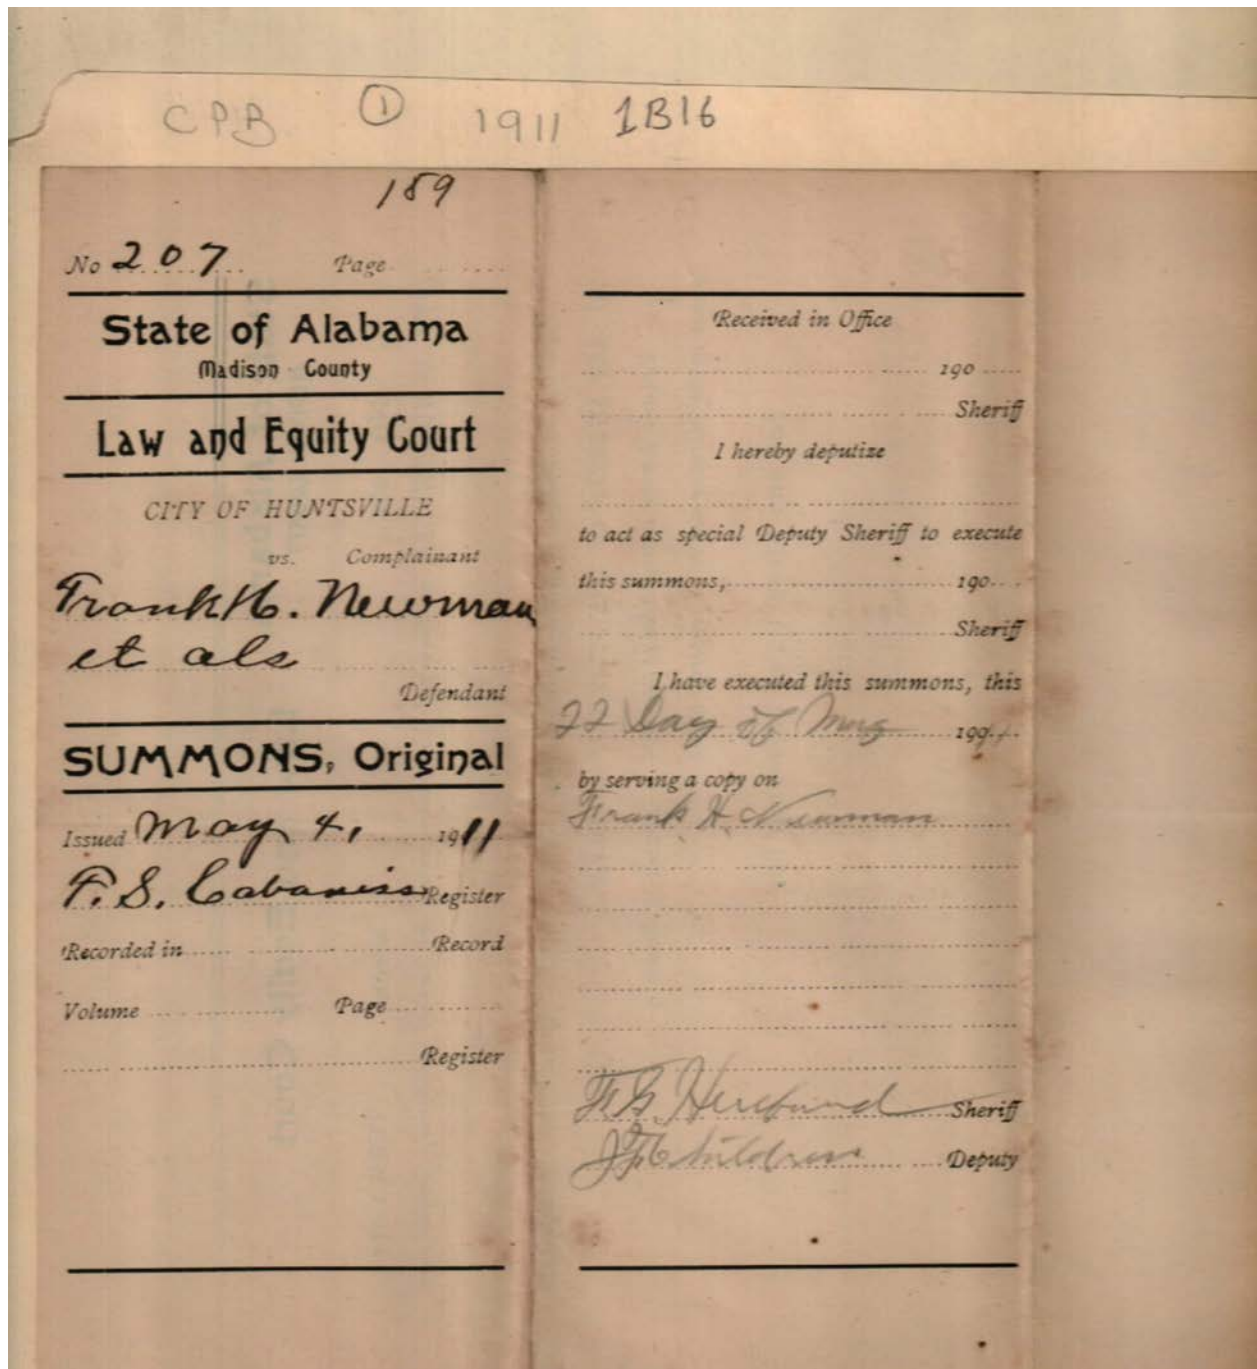 CPB ① 1911 1B16
189
No 207 Page
State of Alabama
Madison County
Law and Equity Court
CITY OF HUNTSVILLE
vs. Complainant
Frank H. Newman
et als
Defendant
SUMMONS, Original
Issued May 4, 1911
F. S. Cabaniss Register
Recorded in Record
Volume Page
Register
Received in Office
190
Sheriff
I hereby deputize
to act as special Deputy Sheriff to execute
this summons, 190
Sheriff
I have executed this summons, this
22 Day of 191
by serving a copy on
Frank H. Newman
Sheriff
Childress Deputy